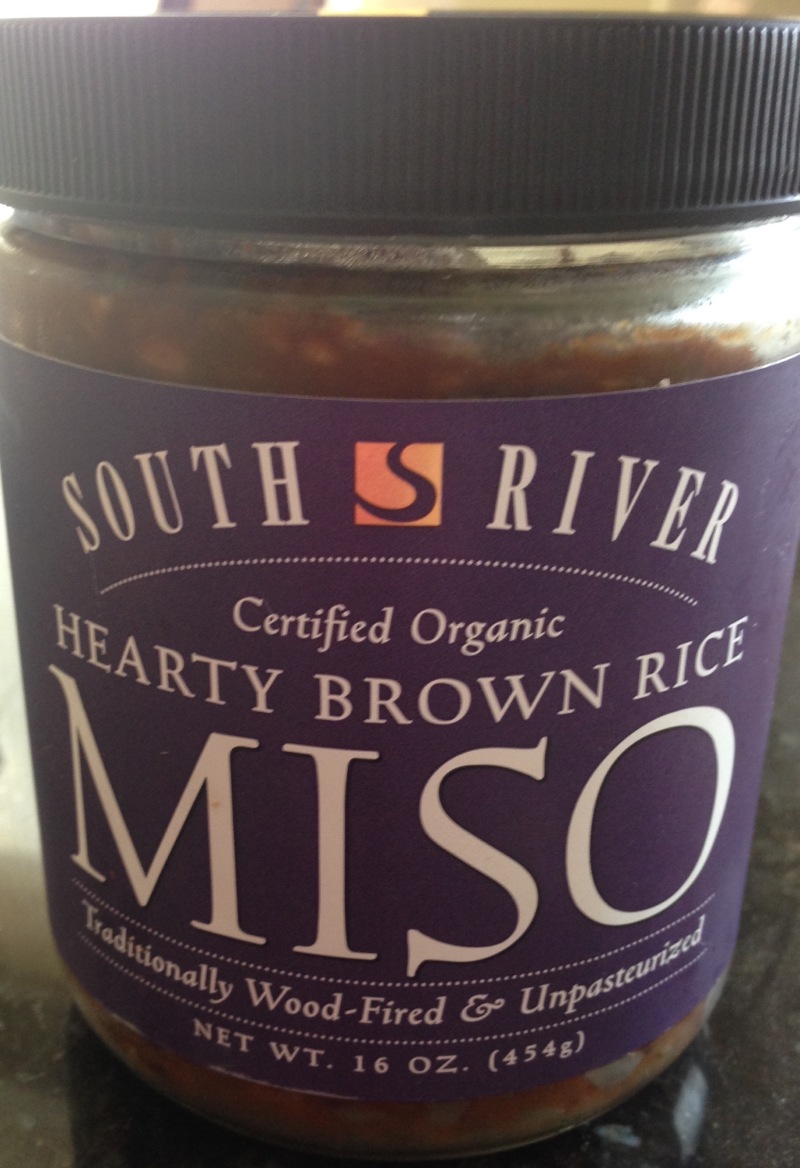 SOUTH RIVER
Certified Organic
HEARTY BROWN RICE
MISO
Traditionally Wood-Fired & Unpasteurized
NET WT. 16 OZ. (454g)